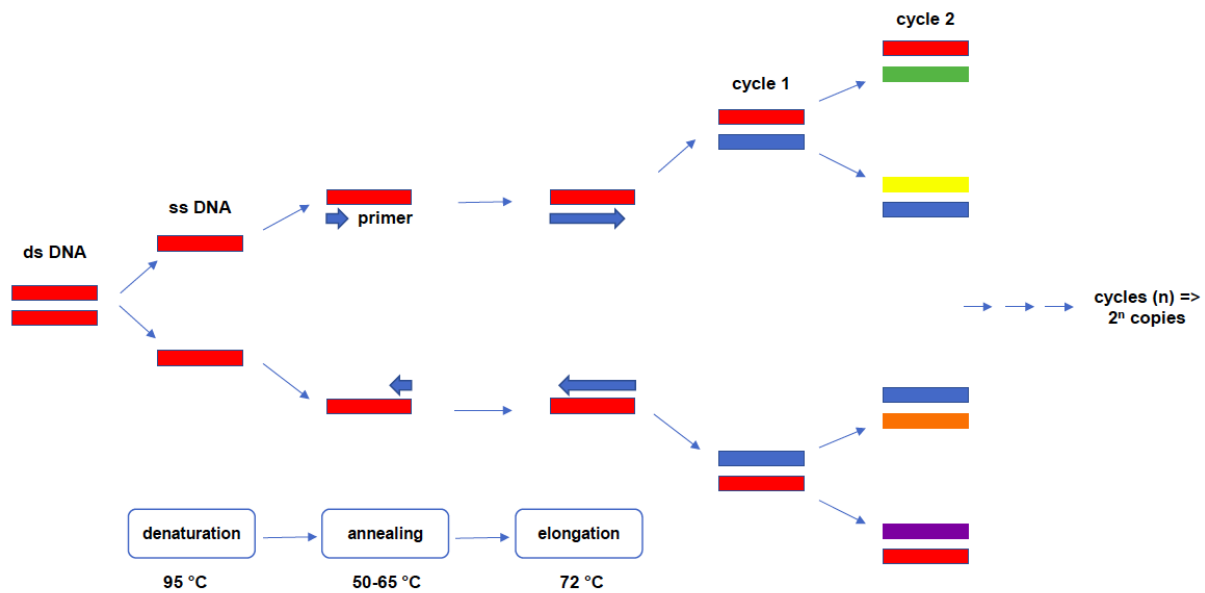 cycle 2
cycle 1
ss DNA
primer
ds DNA
cycles (n) =>
2ⁿ copies
denaturation
annealing
elongation
95 °C
50-65 °C
72 °C